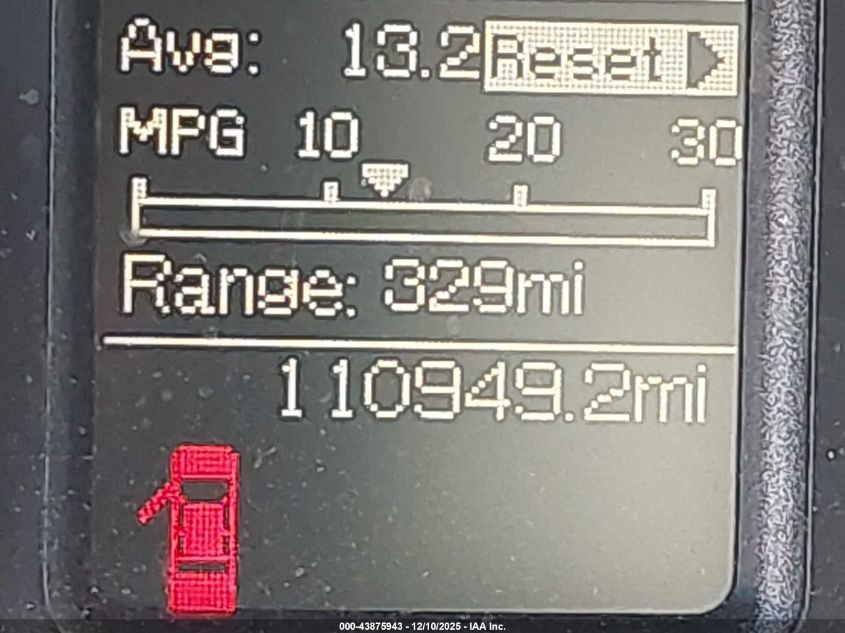 Avg: 13.2 Reset
MPG 10 20 30
Range: 329mi
110949.2mi
000-43875943 - 12/10/2025 - IAA Inc.